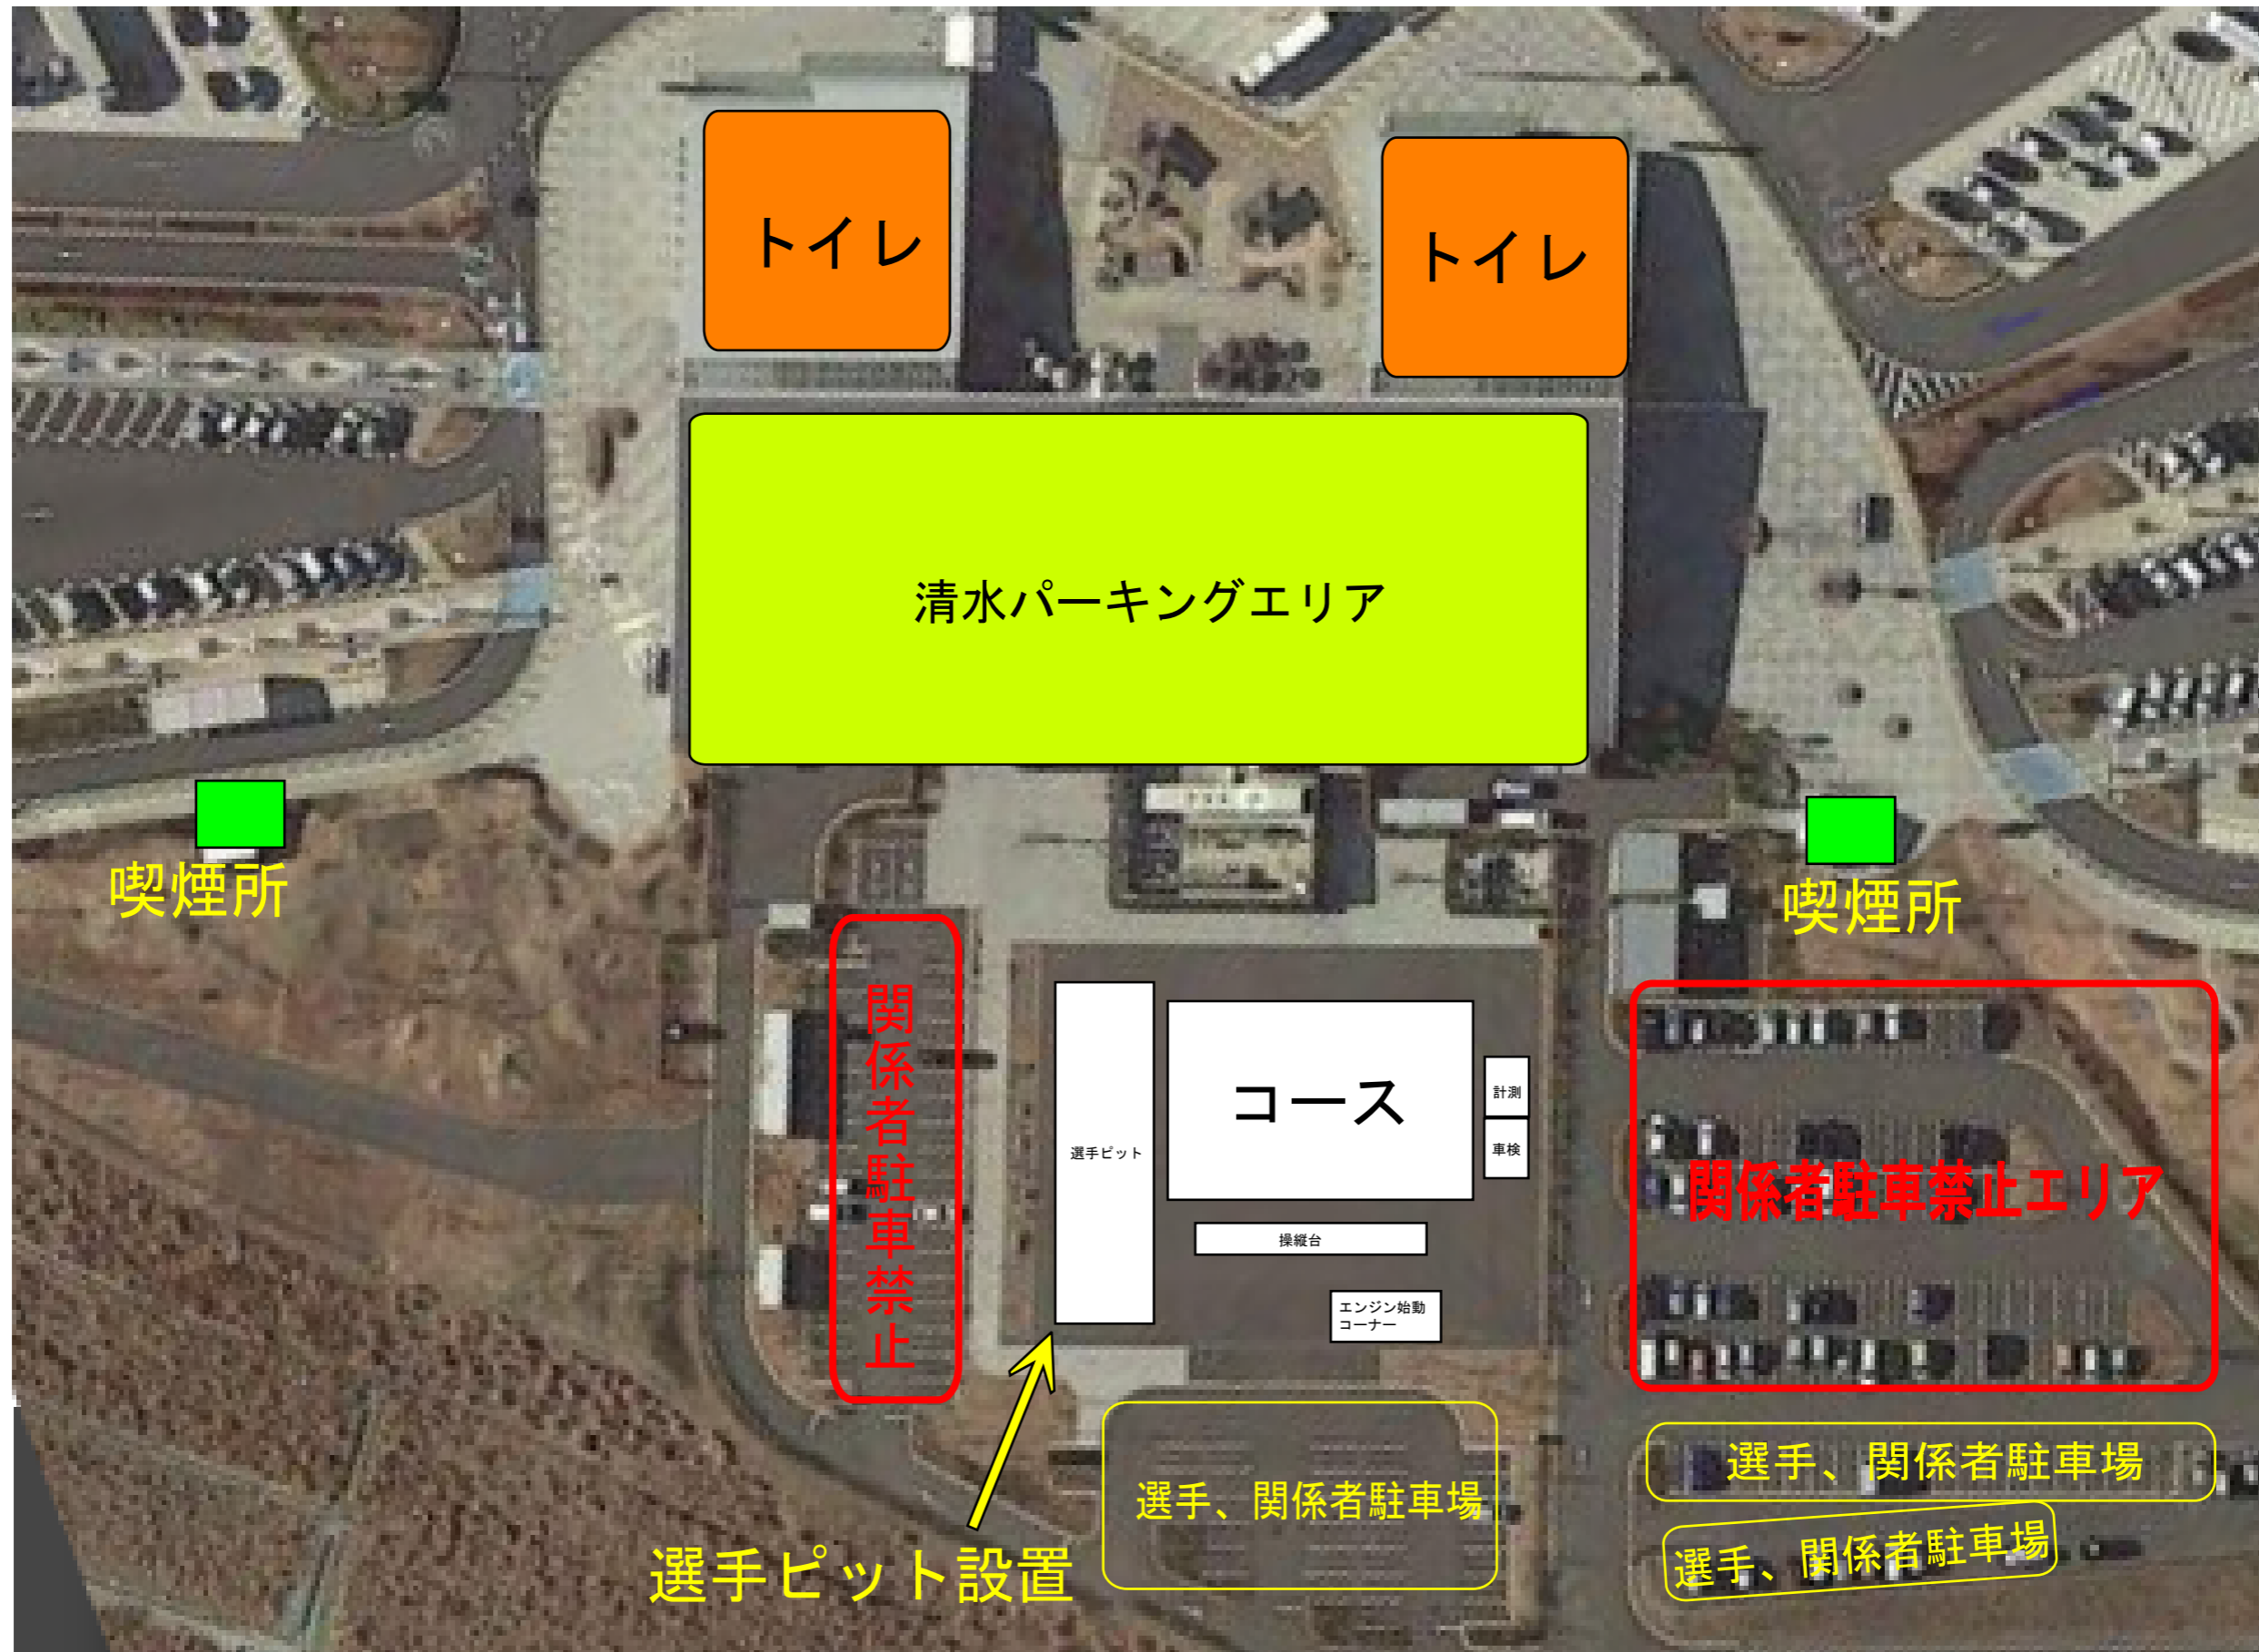 トイレ
トイレ
清水パーキングエリア
喫煙所
喫煙所
関係者駐車禁止
選手ピット
コース
計測
車検
操縦台
エンジン始動
コーナー
関係者駐車禁止エリア
選手、関係者駐車場
選手、関係者駐車場
選手、関係者駐車場
選手ピット設置